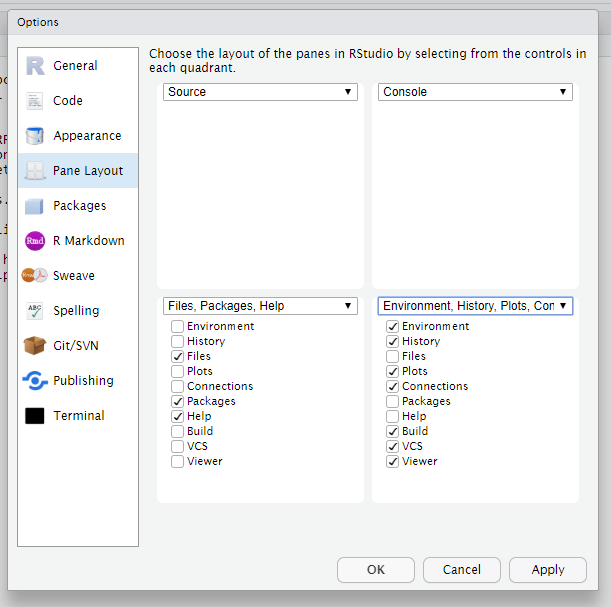 Options
General
Code
Appearance
Pane Layout
Packages
R Markdown
Sweave
Spelling
Git/SVN
Publishing
Terminal
Choose the layout of the panes in RStudio by selecting from the controls in
each quadrant.
Source
Console
Files, Packages, Help
Environment
History
Files
Plots
Connections
Packages
Help
Build
VCS
Viewer
Environment, History, Plots, Con
Environment
History
Files
Plots
Connections
Packages
Help
Build
VCS
Viewer
OK
Cancel
Apply